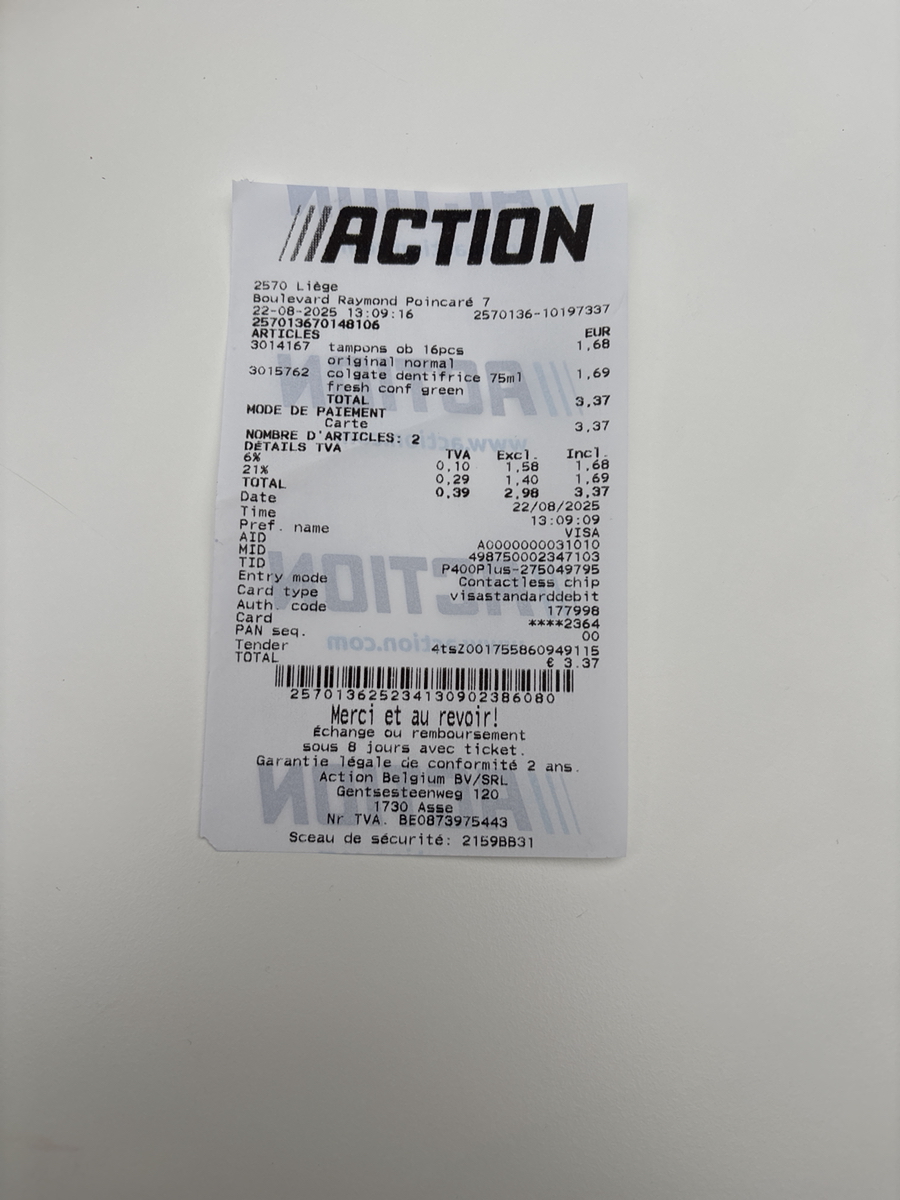 ACTION
2570 Liège
Boulevard Raymond Poincaré 7
22-08-2025 13:09:16 2570136-10197337
257013670148106
ARTICLES EUR
3014167 tampons ob 16pcs 1,68
original normal
3015762 colgate dentifrice 75ml 1,69
fresh conf green
TOTAL 3,37
MODE DE PAIEMENT
Carte 3,37
NOMBRE D'ARTICLES: 2
DÉTAILS TVA TVA Excl. Incl.
6% 0,10 1,58 1,68
21% 0,29 1,40 1,69
TOTAL 0,39 2,98 3,37
Date 22/08/2025
Time 13:09:09
Pref. name VISA
AID A0000000031010
MID 498750002347103
TID P400Plus-275049795
Entry mode Contactless chip
Card type visastandarddebit
Auth. code 177998
Card ****2364
PAN seq. 00
Tender 4tsZ001755860949115
TOTAL € 3.37
257013625234130902386080
Merci et au revoir!
Échange ou remboursement
sous 8 jours avec ticket.
Garantie légale de conformité 2 ans.
Action Belgium BV/SRL
Gentsesteenweg 120
1730 Asse
Nr TVA. BE0873975443
Sceau de sécurité: 2159BB31